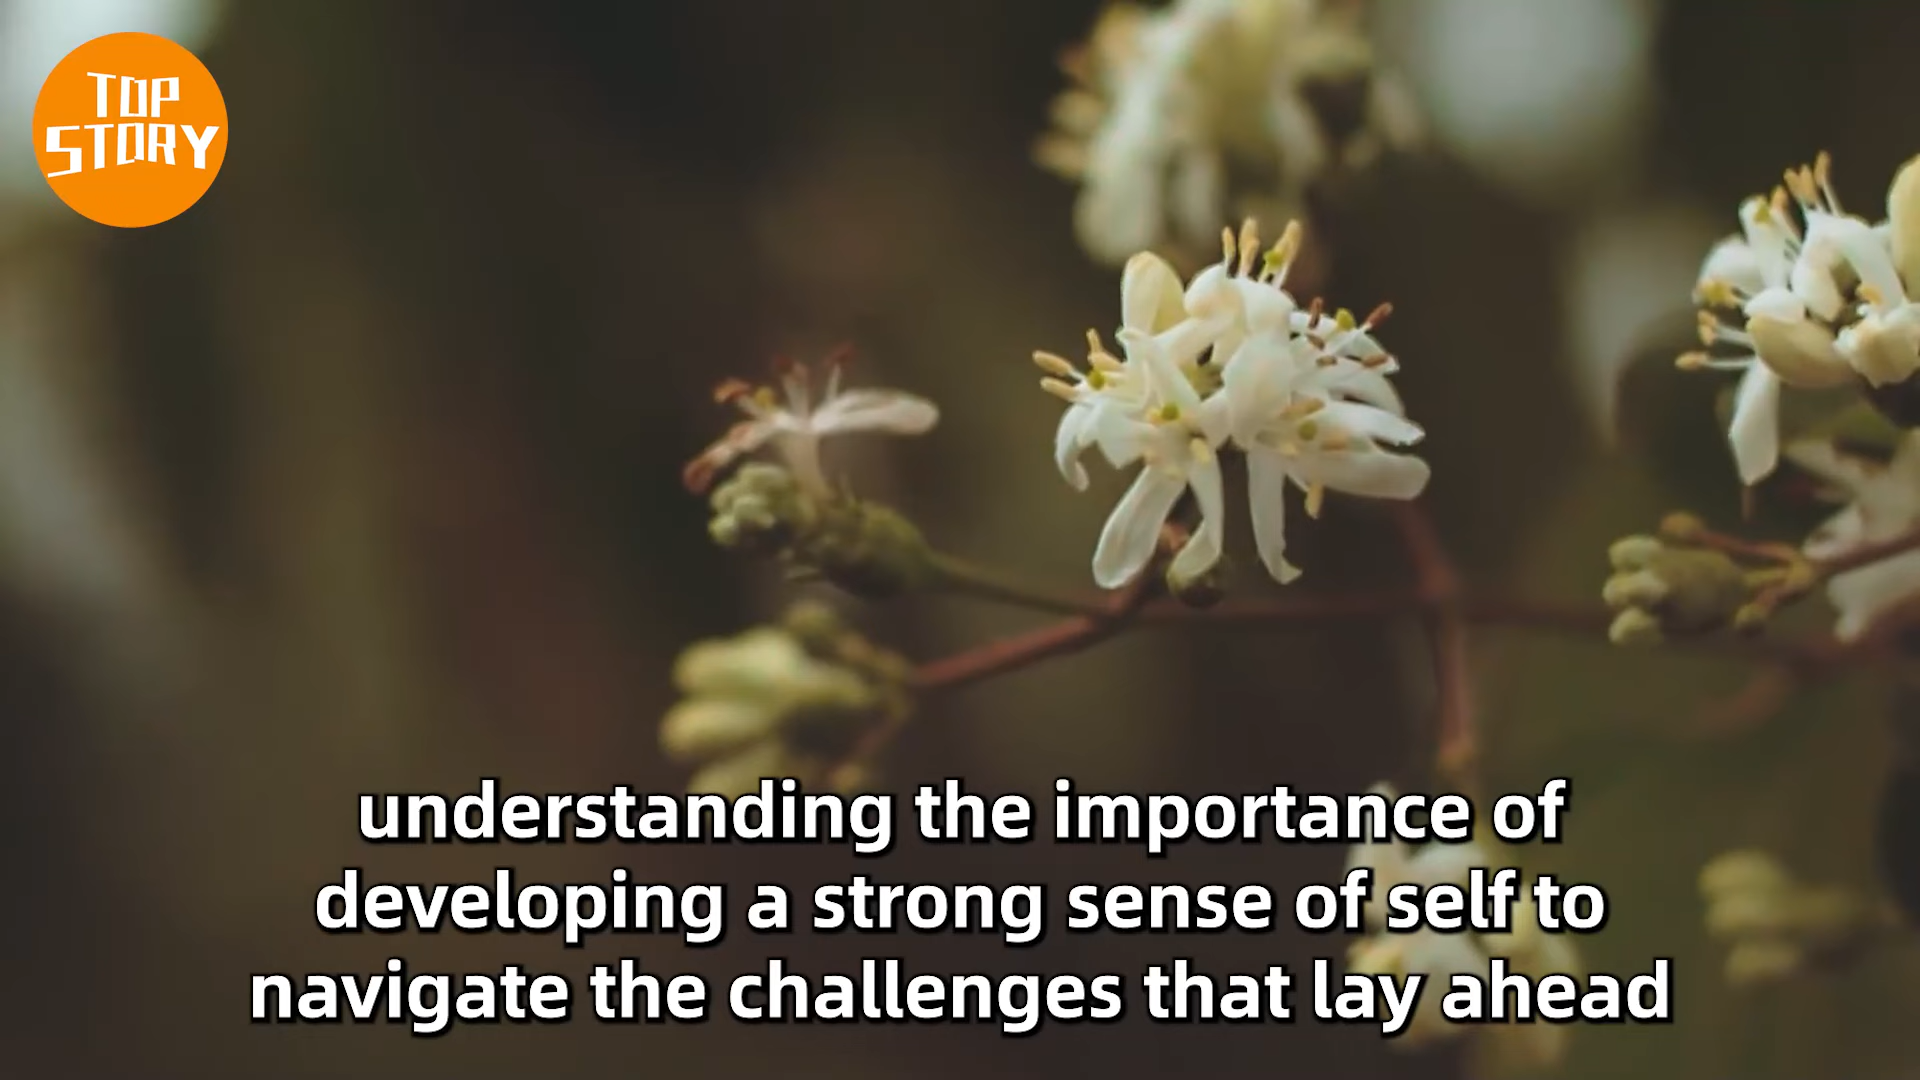 TOP
STORY
understanding the importance of
developing a strong sense of self to
navigate the challenges that lay ahead